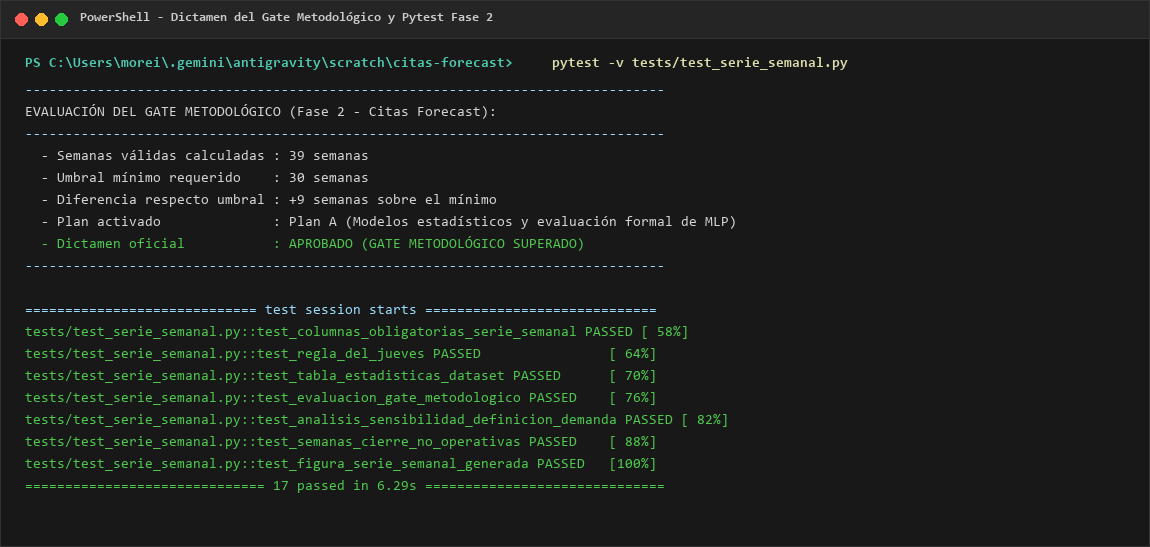 PowerShell - Dictamen del Gate Metodológico y Pytest Fase 2
PS C:\Users\morei\.gemini\antigravity\scratch\citas-forecast> pytest -v tests/test_serie_semanal.py
--------------------------------------------------------------------------------
EVALUACIÓN DEL GATE METODOLÓGICO (Fase 2 - Citas Forecast):
--------------------------------------------------------------------------------
- Semanas válidas calculadas : 39 semanas
- Umbral mínimo requerido : 30 semanas
- Diferencia respecto umbral : +9 semanas sobre el mínimo
- Plan activado : Plan A (Modelos estadísticos y evaluación formal de MLP)
- Dictamen oficial : APROBADO (GATE METODOLÓGICO SUPERADO)
--------------------------------------------------------------------------------
============================= test session starts =============================
tests/test_serie_semanal.py::test_columnas_obligatorias_serie_semanal PASSED [ 58%]
tests/test_serie_semanal.py::test_regla_del_jueves PASSED [ 64%]
tests/test_serie_semanal.py::test_tabla_estadisticas_dataset PASSED [ 70%]
tests/test_serie_semanal.py::test_evaluacion_gate_metodologico PASSED [ 76%]
tests/test_serie_semanal.py::test_analisis_sensibilidad_definicion_demanda PASSED [ 82%]
tests/test_serie_semanal.py::test_semanas_cierre_no_operativas PASSED [ 88%]
tests/test_serie_semanal.py::test_figura_serie_semanal_generada PASSED [100%]
============================== 17 passed in 6.29s ==============================